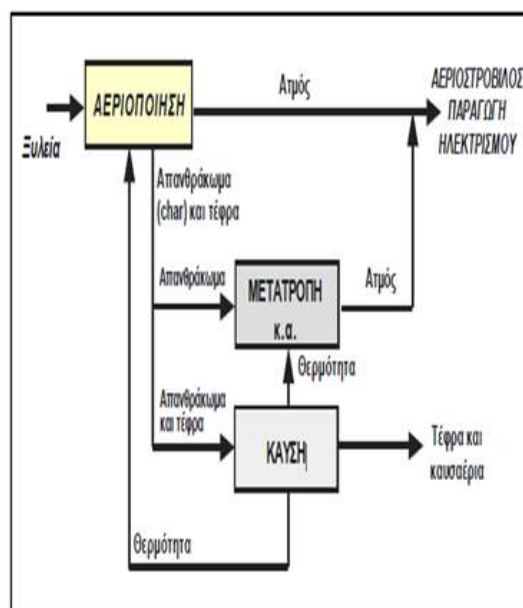 Ατμός
ΑΕΡΙΟΠΟΙΗΣΗ
ΑΕΡΙΟΣΤΡΟΒΙΛΟΣ
ΠΑΡΑΓΩΓΗ
ΗΛΕΚΤΡΙΣΜΟΥ
Ξυλεία
Απανθράκωμα
(char) και τέφρα
Απανθράκωμα
ΜΕΤΑΤΡΟΠΗ
κ.α.
Ατμός
Θερμότητα
Απανθράκωμα
και τέφρα
ΚΑΥΣΗ
Τέφρα και
καυσαέρια
Θερμότητα